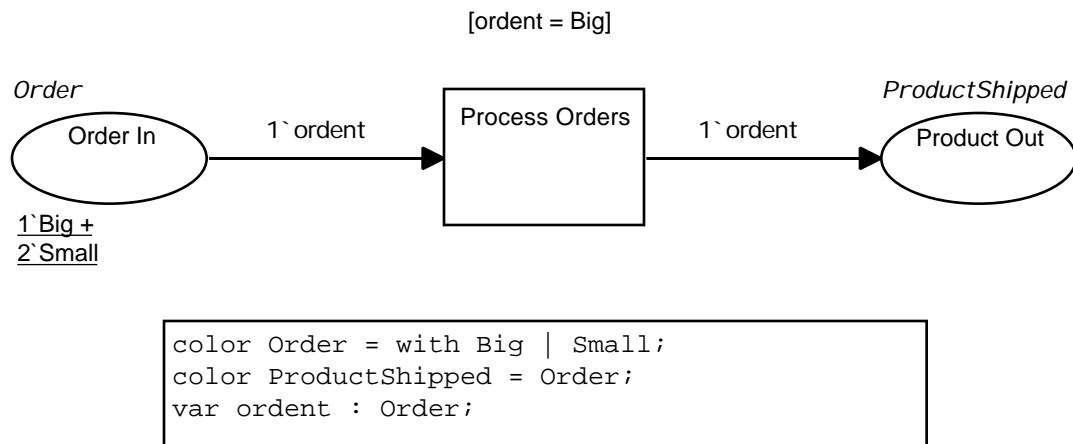 [ordent = Big]
Order
ProductShipped
Order In
1`ordent
Process Orders
1`ordent
Product Out
1`Big +
2`Small
color Order = with Big | Small;
color ProductShipped = Order;
var ordent : Order;